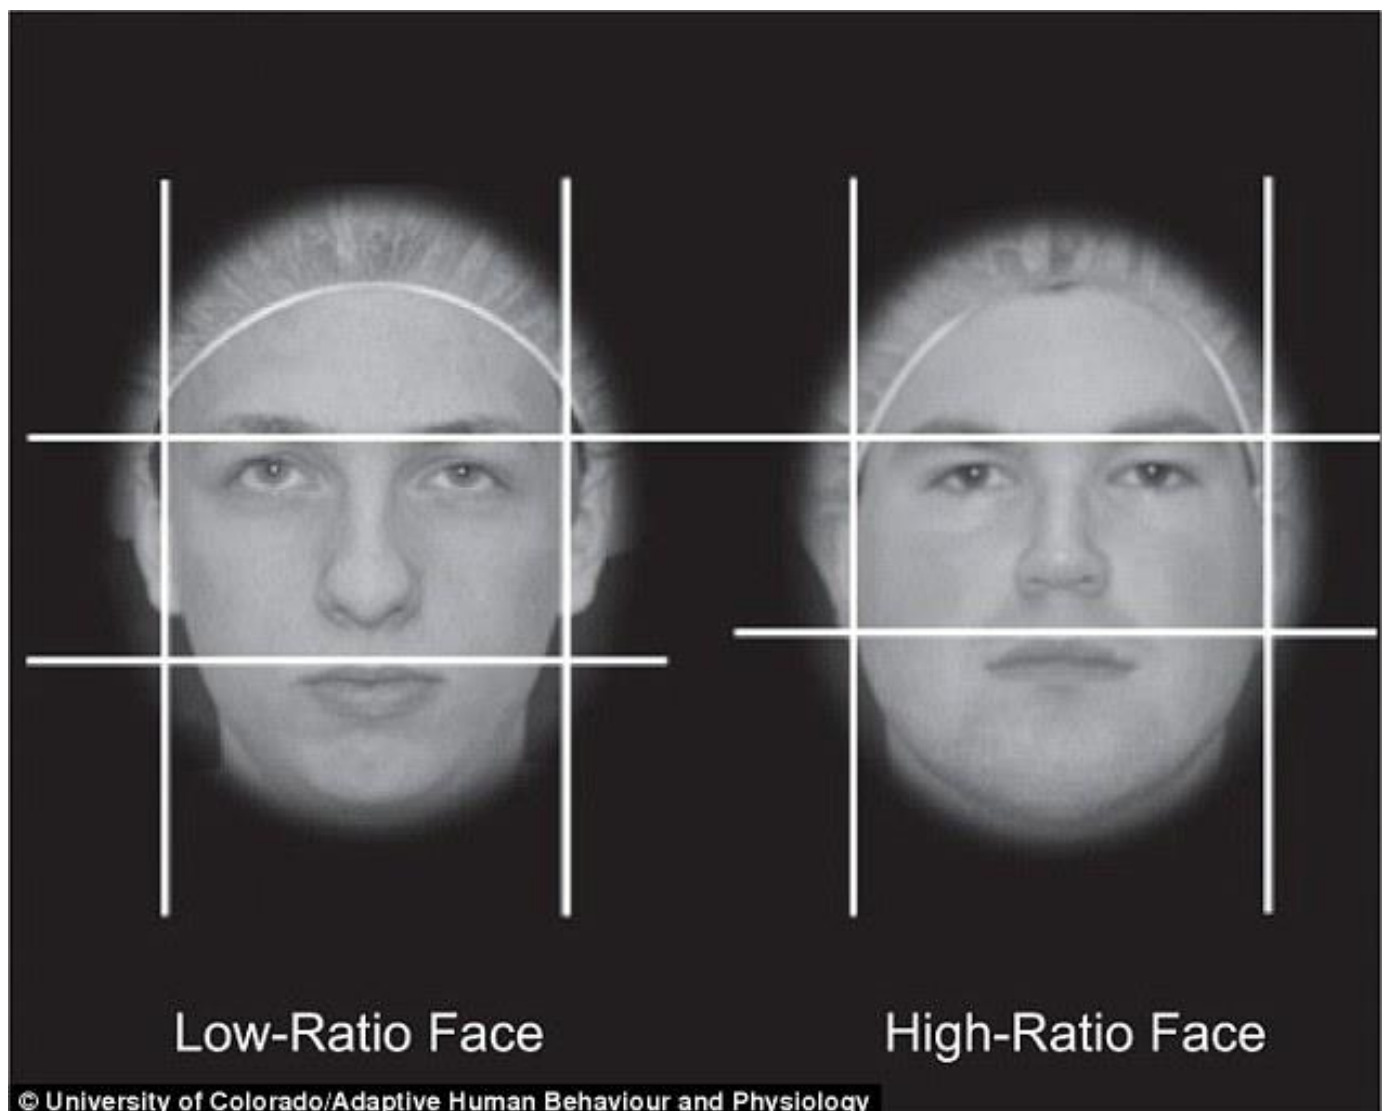 Low-Ratio Face
High-Ratio Face
© University of Colorado/Adaptive Human Behaviour and Physiology